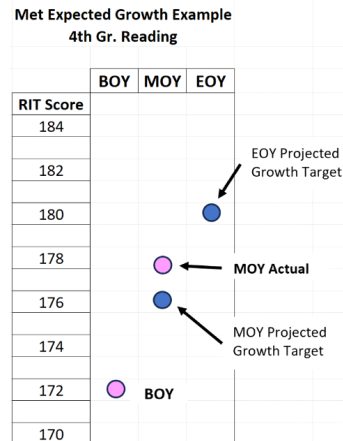 Met Expected Growth Example
4th Gr. Reading
BOY MOY EOY
RIT Score
184
EOY Projected
Growth Target
182
180
178
MOY Actual
176
MOY Projected
Growth Target
174
172
BOY
170